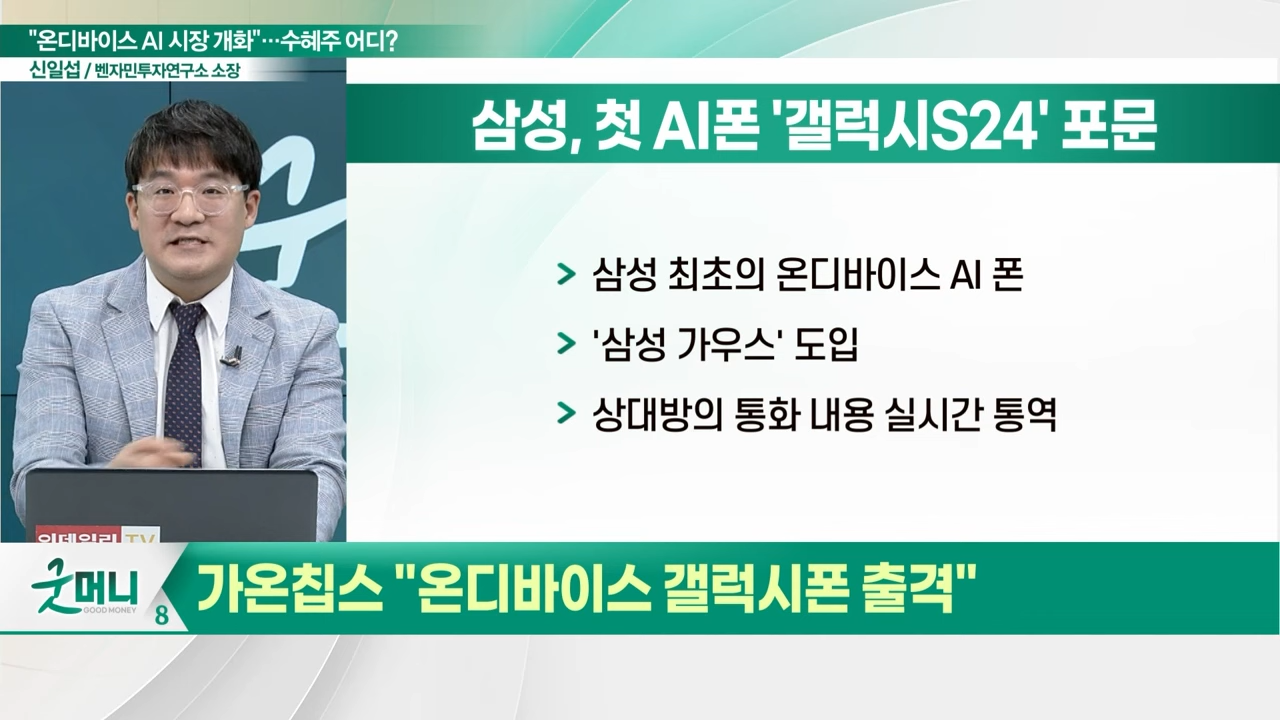 "온디바이스 AI 시장 개화"…수혜주 어디?
신일섭 / 벤자민투자연구소 소장
삼성, 첫 AI폰 '갤럭시S24' 포문
> 삼성 최초의 온디바이스 AI 폰
> '삼성 가우스' 도입
> 상대방의 통화 내용 실시간 통역
이데일리 TV
굿머니
GOOD MONEY
8
가온칩스 "온디바이스 갤럭시폰 출격"